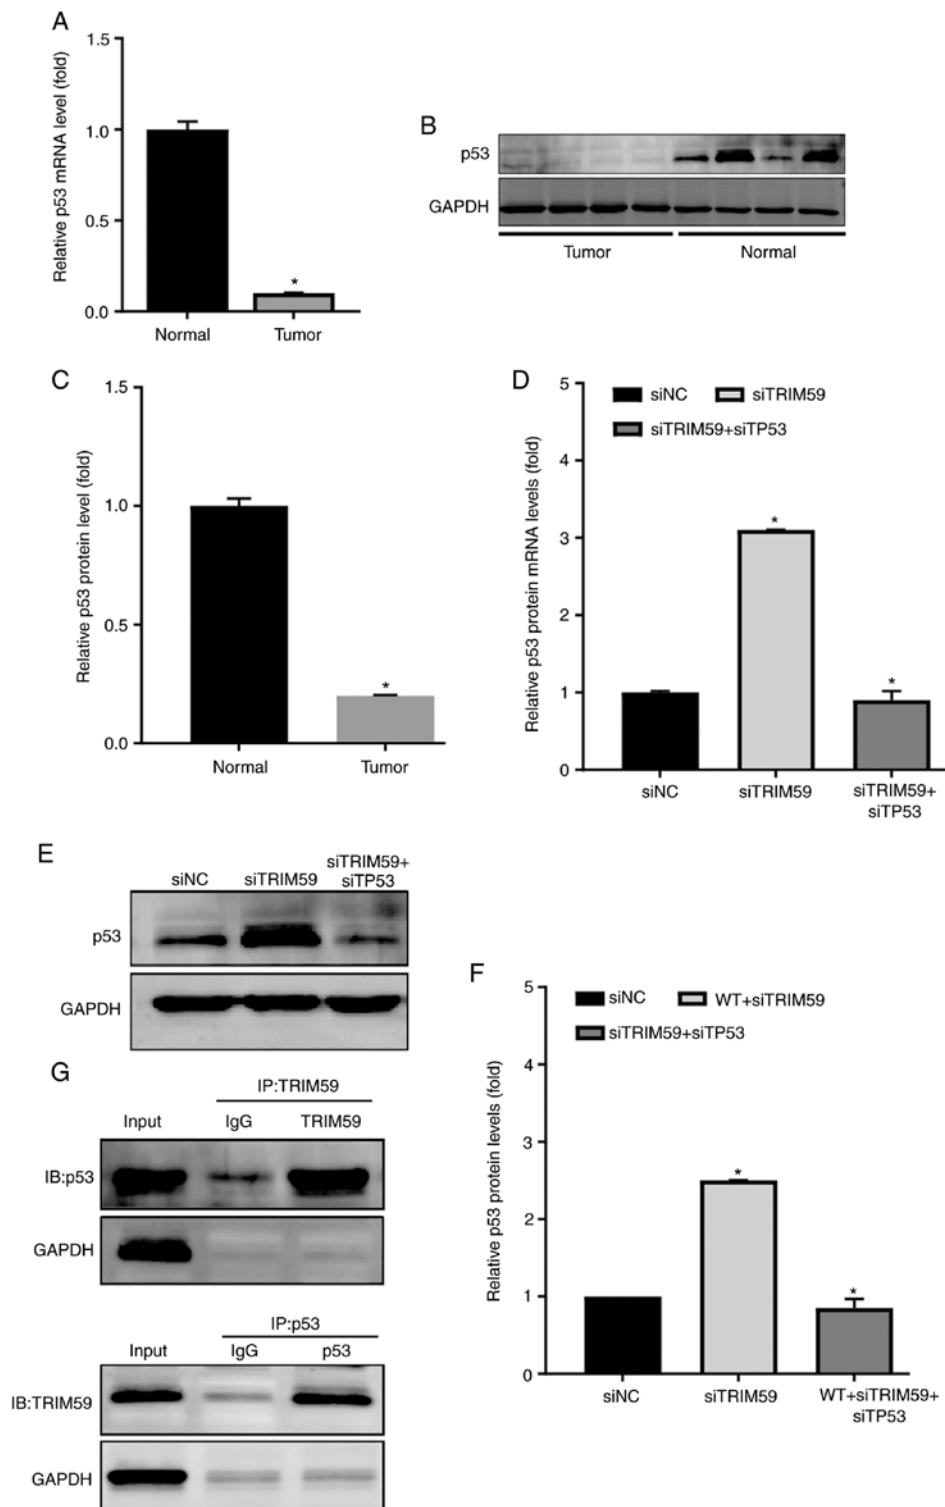 A
Relative p53 mRNA level (fold)
1.5
1.0
0.5
0.0
*
Normal Tumor
B
p53
GAPDH
Tumor Normal
C
Relative p53 protein level (fold)
1.5
1.0
0.5
0.0
*
Normal Tumor
D
Relative p53 protein mRNA levels (fold)
5
4
3
2
1
0
siNC siTRIM59
siTRIM59+siTP53
*
*
siNC siTRIM59 siTRIM59+
siTP53
E
siNC siTRIM59 siTRIM59+
siTP53
p53
GAPDH
F
Relative p53 protein levels (fold)
5
4
3
2
1
0
siNC WT+siTRIM59
siTRIM59+siTP53
*
*
siNC siTRIM59 WT+siTRIM59+
siTP53
G
IP:TRIM59
Input IgG TRIM59
IB:p53
GAPDH
IP:p53
Input IgG p53
IB:TRIM59
GAPDH